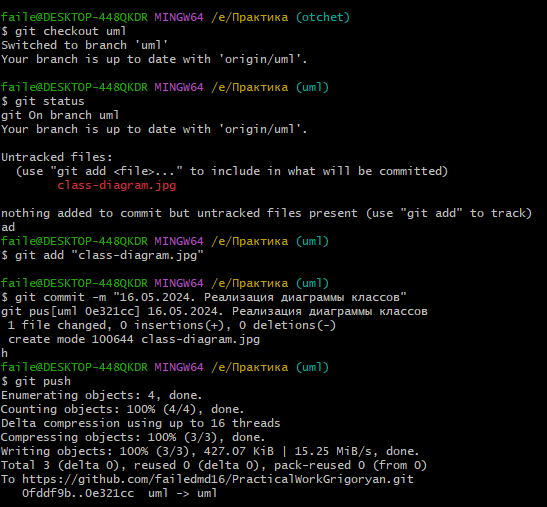 faile@DESKTOP-448QKDR MINGW64 /e/Практика (otchet)
$ git checkout uml
Switched to branch 'uml'
Your branch is up to date with 'origin/uml'.
faile@DESKTOP-448QKDR MINGW64 /e/Практика (uml)
$ git status
git On branch uml
Your branch is up to date with 'origin/uml'.
Untracked files:
(use "git add <file>..." to include in what will be committed)
class-diagram.jpg
nothing added to commit but untracked files present (use "git add" to track)
ad
faile@DESKTOP-448QKDR MINGW64 /e/Практика (uml)
$ git add "class-diagram.jpg"
faile@DESKTOP-448QKDR MINGW64 /e/Практика (uml)
$ git commit -m "16.05.2024. Реализация диаграммы классов"
git pus[uml 0e321cc] 16.05.2024. Реализация диаграммы классов
1 file changed, 0 insertions(+), 0 deletions(-)
create mode 100644 class-diagram.jpg
h
faile@DESKTOP-448QKDR MINGW64 /e/Практика (uml)
$ git push
Enumerating objects: 4, done.
Counting objects: 100% (4/4), done.
Delta compression using up to 16 threads
Compressing objects: 100% (3/3), done.
Writing objects: 100% (3/3), 427.07 KiB | 15.25 MiB/s, done.
Total 3 (delta 0), reused 0 (delta 0), pack-reused 0 (from 0)
To https://github.com/failedmd16/PracticalWorkGrigoryan.git
0fddf9b..0e321cc  uml -> uml